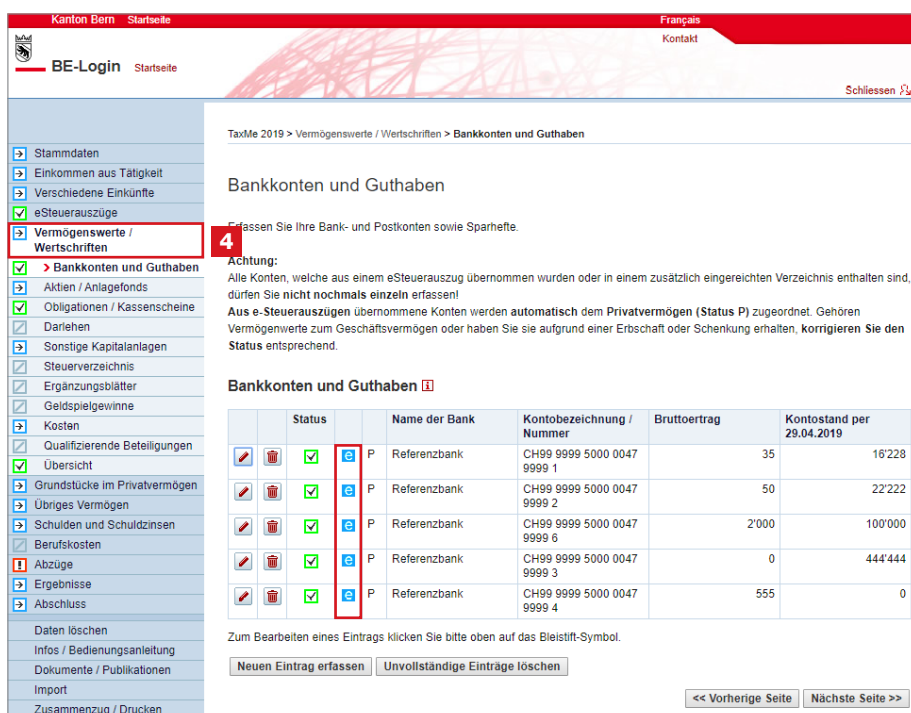 Kanton Bern Startseite Français
Kontakt
BE-Login Startseite
Schliessen
TaxMe 2019 > Vermögenswerte / Wertschriften > Bankkonten und Guthaben
Stammdaten
Einkommen aus Tätigkeit
Verschiedene Einkünfte
eSteuerauszüge
Vermögenswerte /
Wertschriften
> Bankkonten und Guthaben
Aktien / Anlagefonds
Obligationen / Kassenscheine
Darlehen
Sonstige Kapitalanlagen
Steuerverzeichnis
Ergänzungsblätter
Geldspielgewinne
Kosten
Qualifizierende Beteiligungen
Übersicht
Grundstücke im Privatvermögen
Übriges Vermögen
Schulden und Schuldzinsen
Berufskosten
Abzüge
Ergebnisse
Abschluss
Daten löschen
Infos / Bedienungsanleitung
Dokumente / Publikationen
Import
Zusammenzug / Drucken
4
Bankkonten und Guthaben
Erfassen Sie Ihre Bank- und Postkonten sowie Sparhefte.
Achtung:
Alle Konten, welche aus einem eSteuerauszug übernommen wurden oder in einem zusätzlich eingereichten Verzeichnis enthalten sind,
dürfen Sie nicht nochmals einzeln erfassen!
Aus e-Steuerauszügen übernommene Konten werden automatisch dem Privatvermögen (Status P) zugeordnet. Gehören
Vermögenwerte zum Geschäftsvermögen oder haben Sie sie aufgrund einer Erbschaft oder Schenkung erhalten, korrigieren Sie den
Status entsprechend.
Bankkonten und Guthaben i
Status Name der Bank Kontobezeichnung / Bruttoertrag Kontostand per
Nummer 29.04.2019
e P Referenzbank CH99 9999 5000 0047 35 16'228
9999 1
e P Referenzbank CH99 9999 5000 0047 50 22'222
9999 2
e P Referenzbank CH99 9999 5000 0047 2'000 100'000
9999 6
e P Referenzbank CH99 9999 5000 0047 0 444'444
9999 3
e P Referenzbank CH99 9999 5000 0047 555 0
9999 4
Zum Bearbeiten eines Eintrags klicken Sie bitte oben auf das Bleistift-Symbol.
Neuen Eintrag erfassen Unvollständige Einträge löschen
<< Vorherige Seite Nächste Seite >>